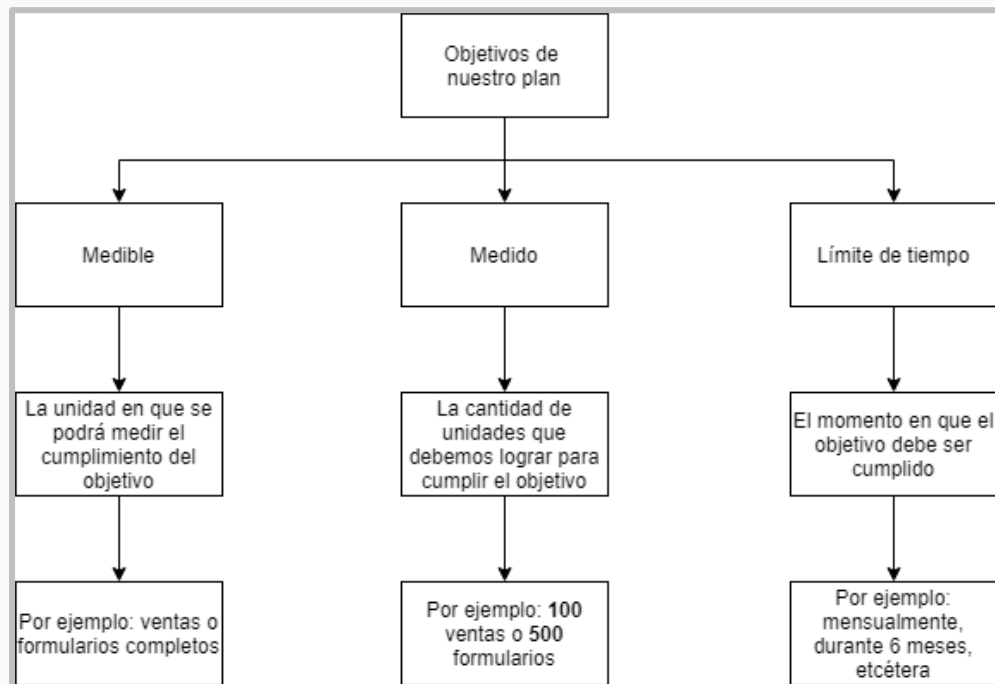 Objetivos de
nuestro plan
Medible
Medido
Límite de tiempo
La unidad en que se
podrá medir el
cumplimiento del
objetivo
La cantidad de
unidades que
debemos lograr para
cumplir el objetivo
El momento en que el
objetivo debe ser
cumplido
Por ejemplo: ventas o
formularios completos
Por ejemplo: 100
ventas o 500
formularios
Por ejemplo:
mensualmente,
durante 6 meses,
etcétera